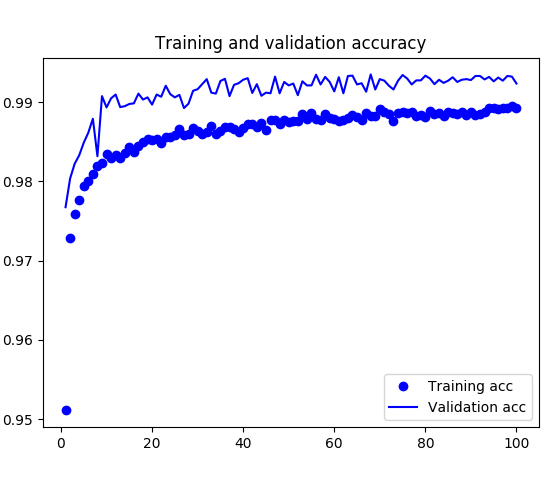 Training and validation accuracy
0.99
0.98
0.97
0.96
0.95
Training acc
Validation acc
0 20 40 60 80 100